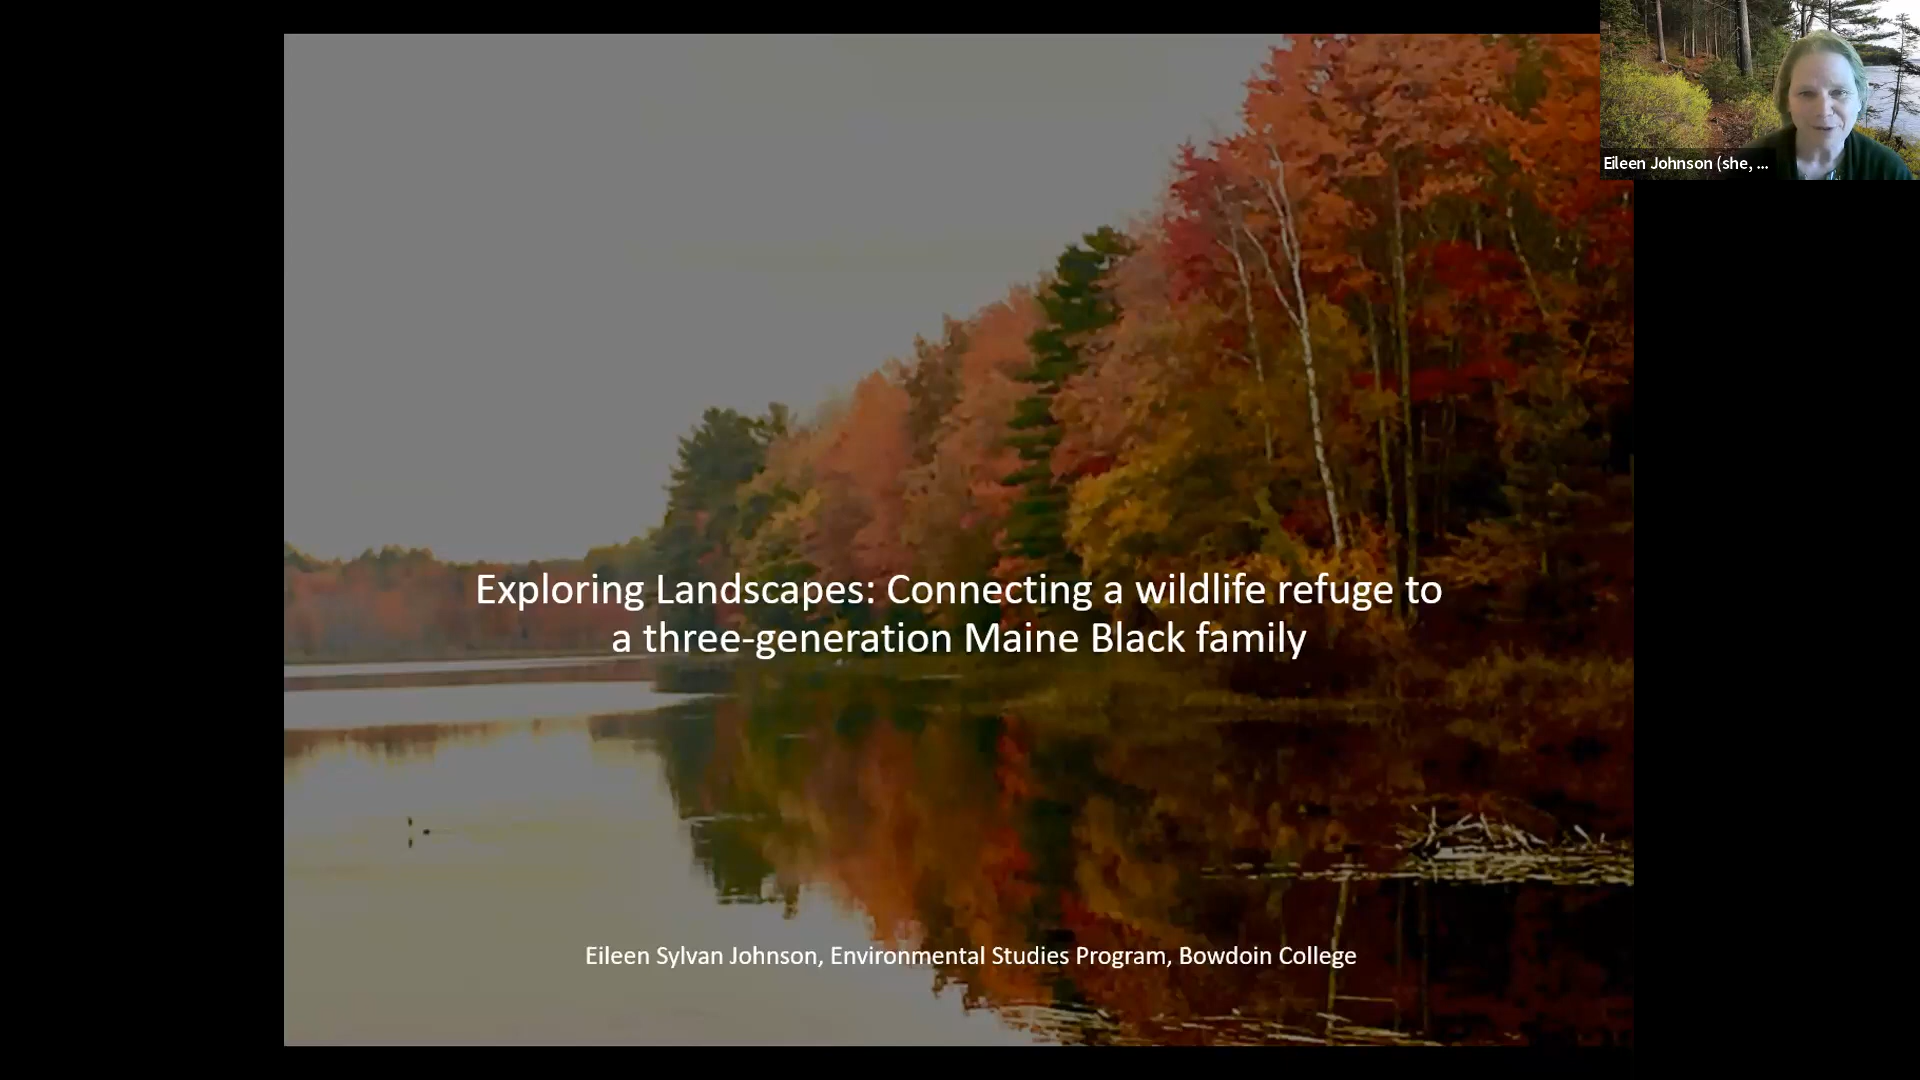 Eileen Johnson (she, ...
Exploring Landscapes: Connecting a wildlife refuge to
a three-generation Maine Black family
Eileen Sylvan Johnson, Environmental Studies Program, Bowdoin College